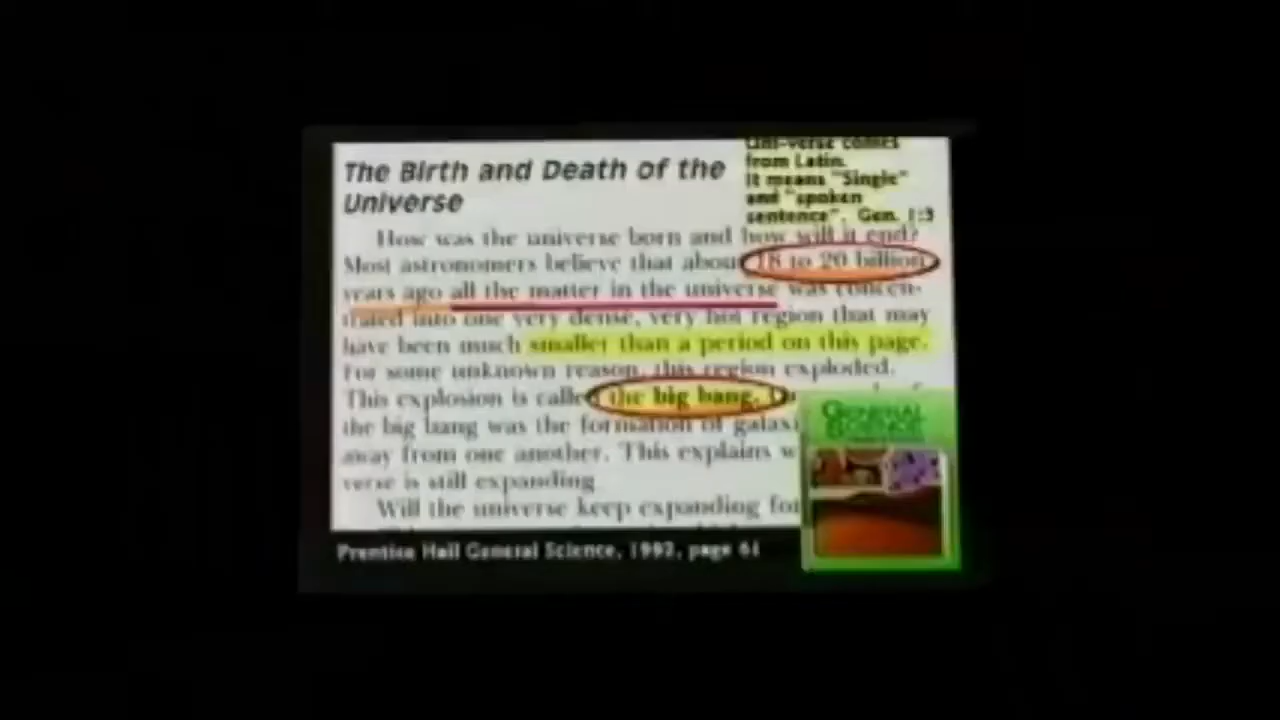 The Birth and Death of the
Universe
Uni-verse comes
from Latin.
It means "Single"
and "spoken
sentence". Gen. 1:3
How was the universe born and how will it end?
Most astronomers believe that about 18 to 20 billion
years ago all the matter in the universe was concen-
trated into one very dense, very hot region that may
have been much smaller than a period on this page.
For some unknown reason, this region exploded.
This explosion is called the big bang.
the big bang was the formation of galaxi
away from one another. This explains w
verse is still expanding
Will the universe keep expanding for
GENERAL
SCIENCE
Prentice Hall General Science, 1992, page 61